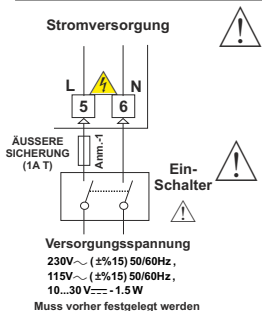 Stromversorgung
L N
5 6
ÄUSSERE
SICHERUNG
(1A T)
Anm.-1
Ein-
Schalter
Versorgungsspannung
230V~ (±%15) 50/60Hz,
115V~ (±%15) 50/60Hz,
10...30 V⎓ - 1.5 W
Muss vorher festgelegt werden